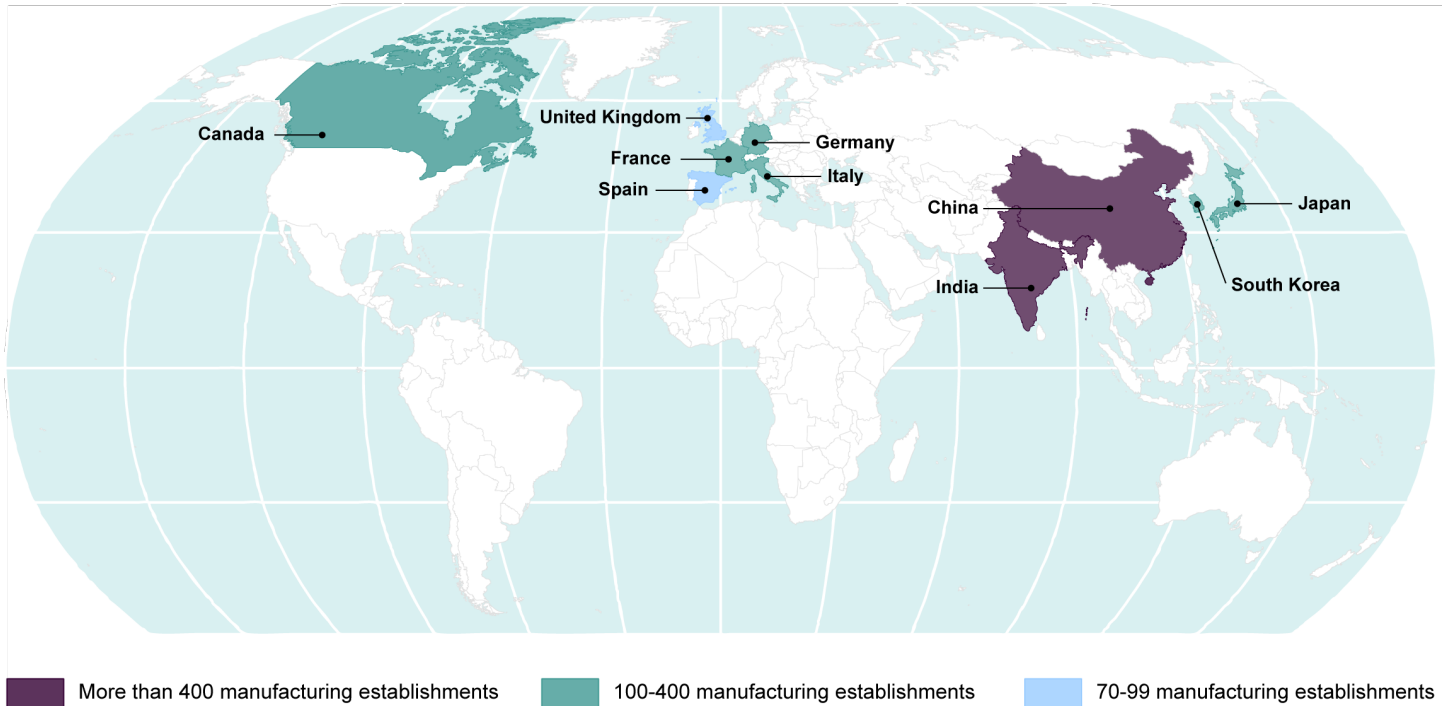 United Kingdom
Canada
Germany
France
Italy
Spain
China
Japan
India
South Korea
More than 400 manufacturing establishments
100-400 manufacturing establishments
70-99 manufacturing establishments